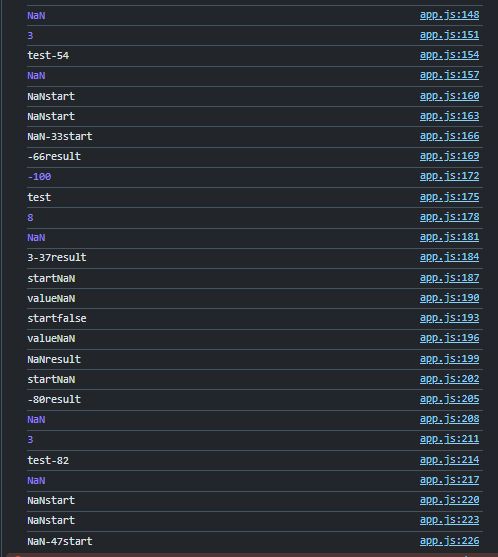 NaN app.js:148
3 app.js:151
test-54 app.js:154
NaN app.js:157
NaNstart app.js:160
NaNstart app.js:163
NaN-33start app.js:166
-66result app.js:169
-100 app.js:172
test app.js:175
8 app.js:178
NaN app.js:181
3-37result app.js:184
startNaN app.js:187
valueNaN app.js:190
startfalse app.js:193
valueNaN app.js:196
NaNresult app.js:199
startNaN app.js:202
-80result app.js:205
NaN app.js:208
3 app.js:211
test-82 app.js:214
NaN app.js:217
NaNstart app.js:220
NaNstart app.js:223
NaN-47start app.js:226